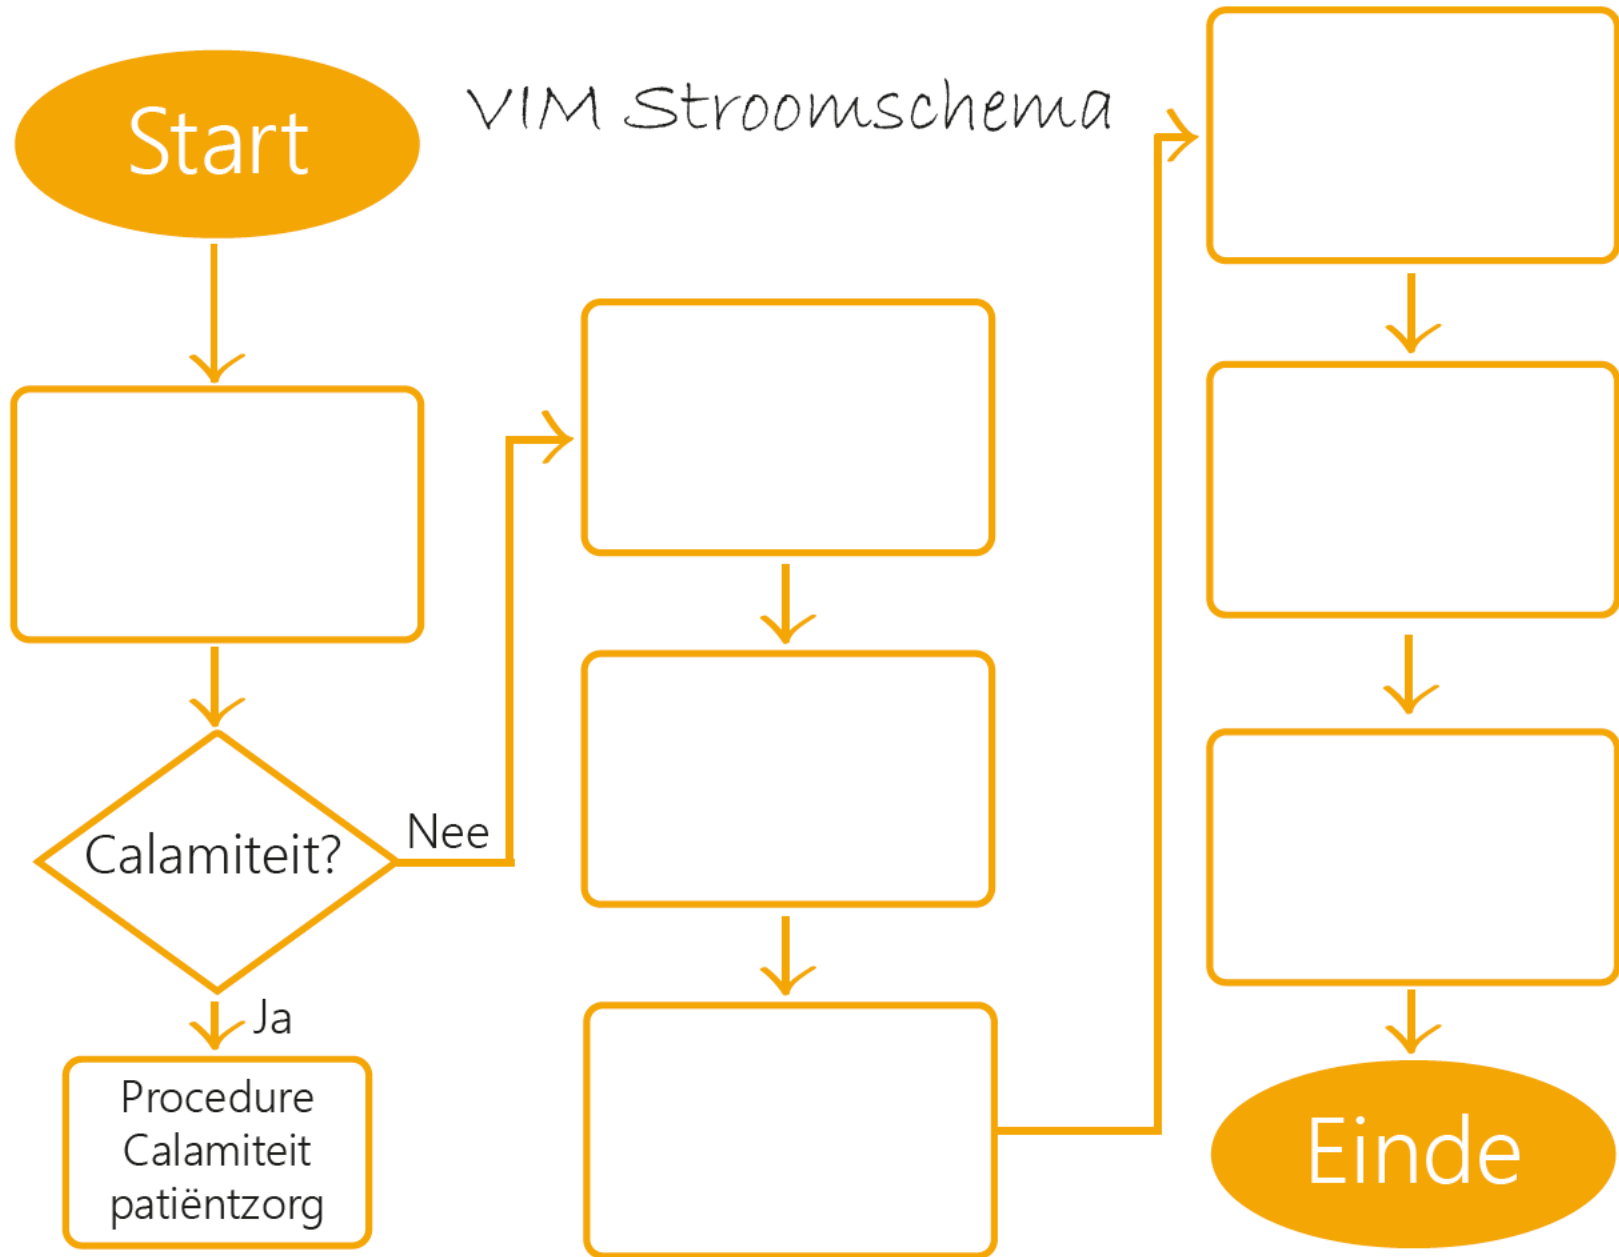 Start
VIM Stroomschema
Calamiteit?
Nee
Ja
Procedure
Calamiteit
patiëntzorg
Einde